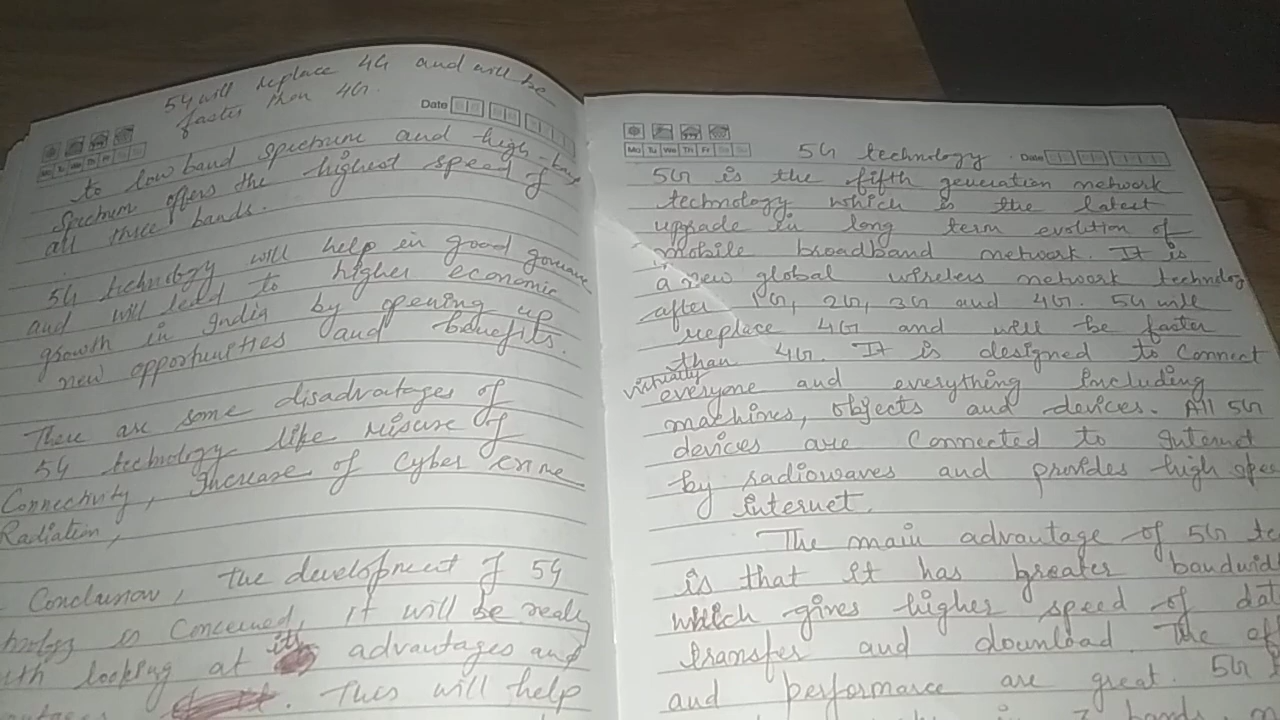 5G will replace 4G and will be
faster than 4G.
Date
to low band spectrum and high-band
spectrum offers the highest speed of
all three bands.
5G technology will help in good
and will lead to higher economic
growth in India by opening up
new opportunities and benefits.
There are some disadvantages of
5G technology like misuse of
Connectivity, Increase of Cyber crime
Radiation,
Conclusion, the development of 5G
is concerned, it will be really
looking at its advantages and
This will help
Mo Tu We Th Fr Sa Su
5G technology. Date
5G is the fifth generation network
technology which is the latest
upgrade in long term evolution of
mobile broadband network. It is
a new global wireless network technology
after 1G, 2G, 3G and 4G. 5G will
replace 4G and will be faster
than 4G. It is designed to connect
virtually
everyone and everything including
machines, objects and devices. All 5G
devices are connected to Internet
by radiowaves and provides high
internet.
The main advantage of 5G
is that it has greater
which gives higher speed of
transfer and download. The
and performance are great. 5G
bands,